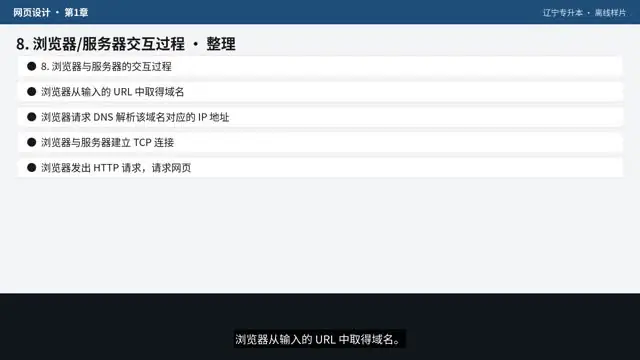 网页设计 · 第1章
辽宁专升本 · 离线样片
8. 浏览器/服务器交互过程 · 整理
● 8. 浏览器与服务器的交互过程
● 浏览器从输入的 URL 中取得域名
● 浏览器请求 DNS 解析该域名对应的 IP 地址
● 浏览器与服务器建立 TCP 连接
● 浏览器发出 HTTP 请求，请求网页
浏览器从输入的 URL 中取得域名。